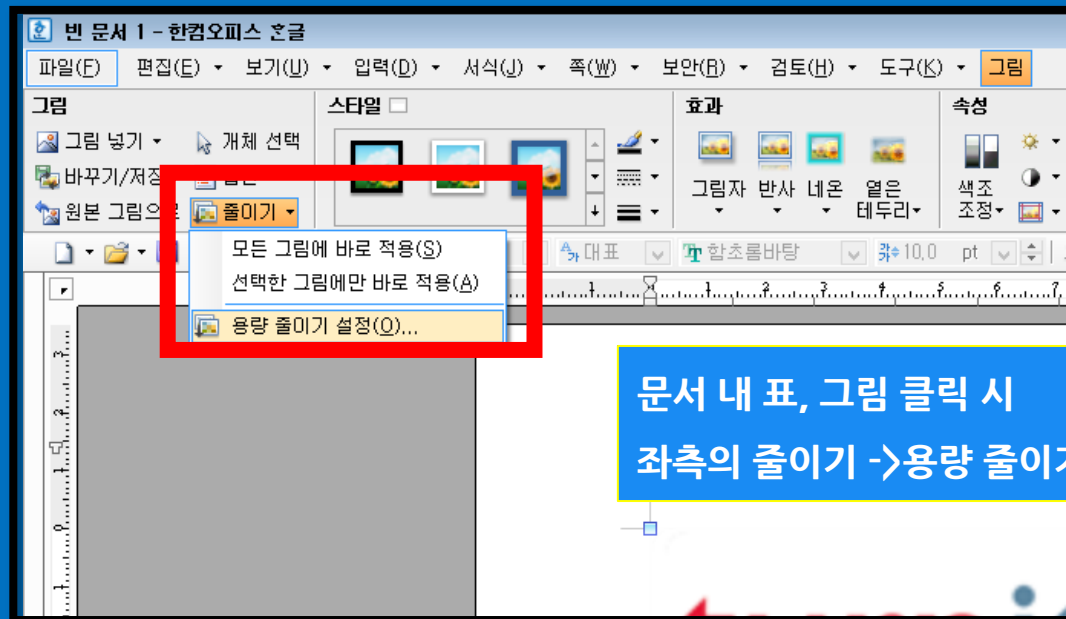 빈 문서 1 - 한컴오피스 한글
파일(F) 편집(E) 보기(U) 입력(D) 서식(J) 쪽(W) 보안(R) 검토(H) 도구(K) 그림
그림 스타일 효과 속성
그림 넣기 개체 선택
바꾸기/저장
그림자 반사 네온 옅은 테두리 색조 조정
원본 그림으로 줄이기
모든 그림에 바로 적용(S)
대표 함초롬바탕 10.0 pt
선택한 그림에만 바로 적용(A)
용량 줄이기 설정(O)...
문서 내 표, 그림 클릭 시
좌측의 줄이기 ->용량 줄이기